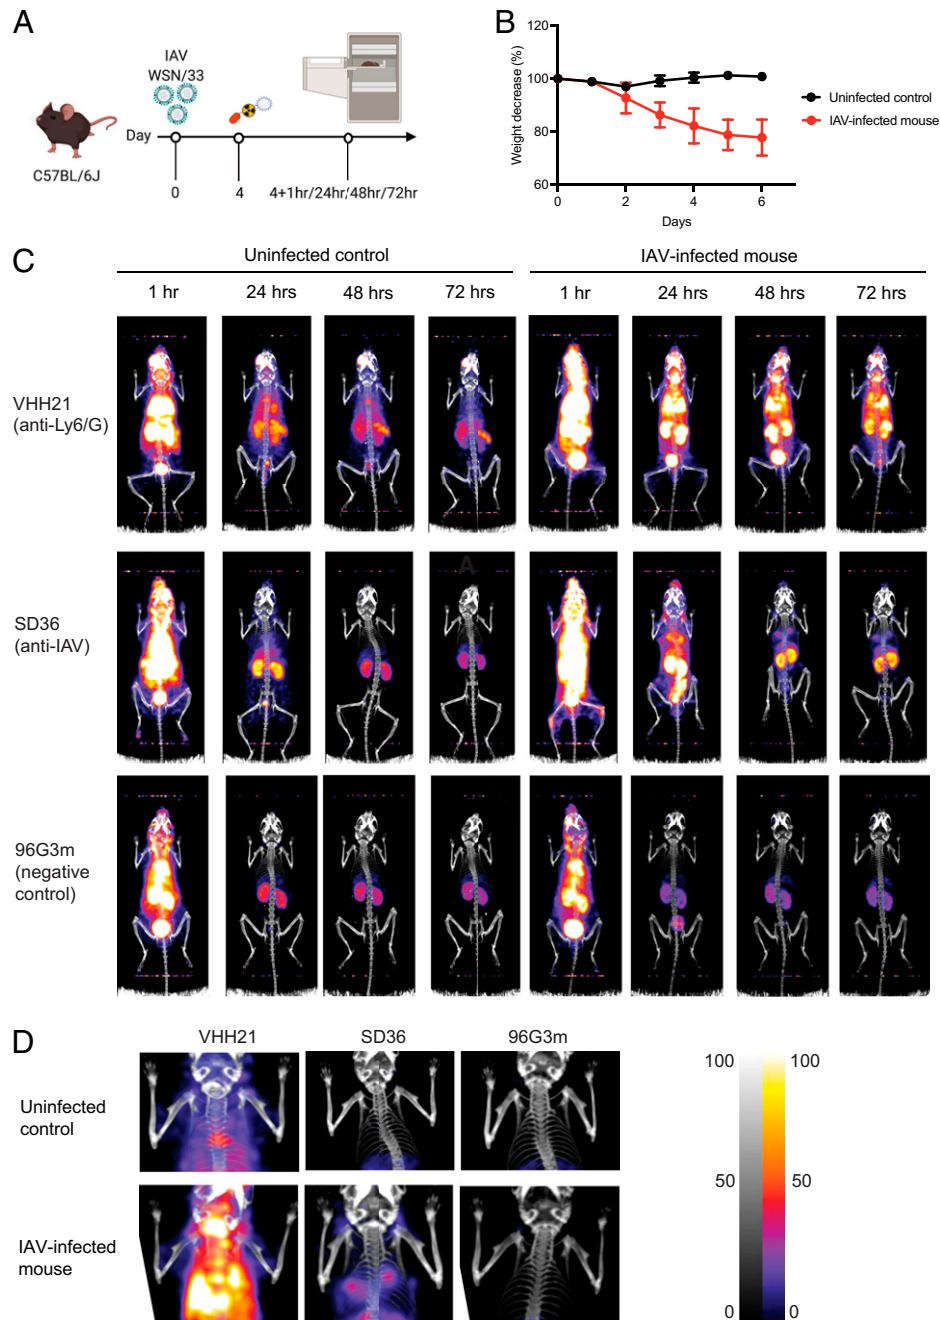 A
IAV
WSN/33
Day
C57BL/6J
0
4
4+1hr/24hr/48hr/72hr
B
Weight decrease (%)
120
100
80
60
0
2
4
6
Days
Uninfected control
IAV-infected mouse
C
Uninfected control
IAV-infected mouse
1 hr
24 hrs
48 hrs
72 hrs
1 hr
24 hrs
48 hrs
72 hrs
VHH21
(anti-Ly6/G)
SD36
(anti-IAV)
A
96G3m
(negative
control)
D
VHH21
SD36
96G3m
Uninfected
control
IAV-infected
mouse
100
100
50
50
0
0